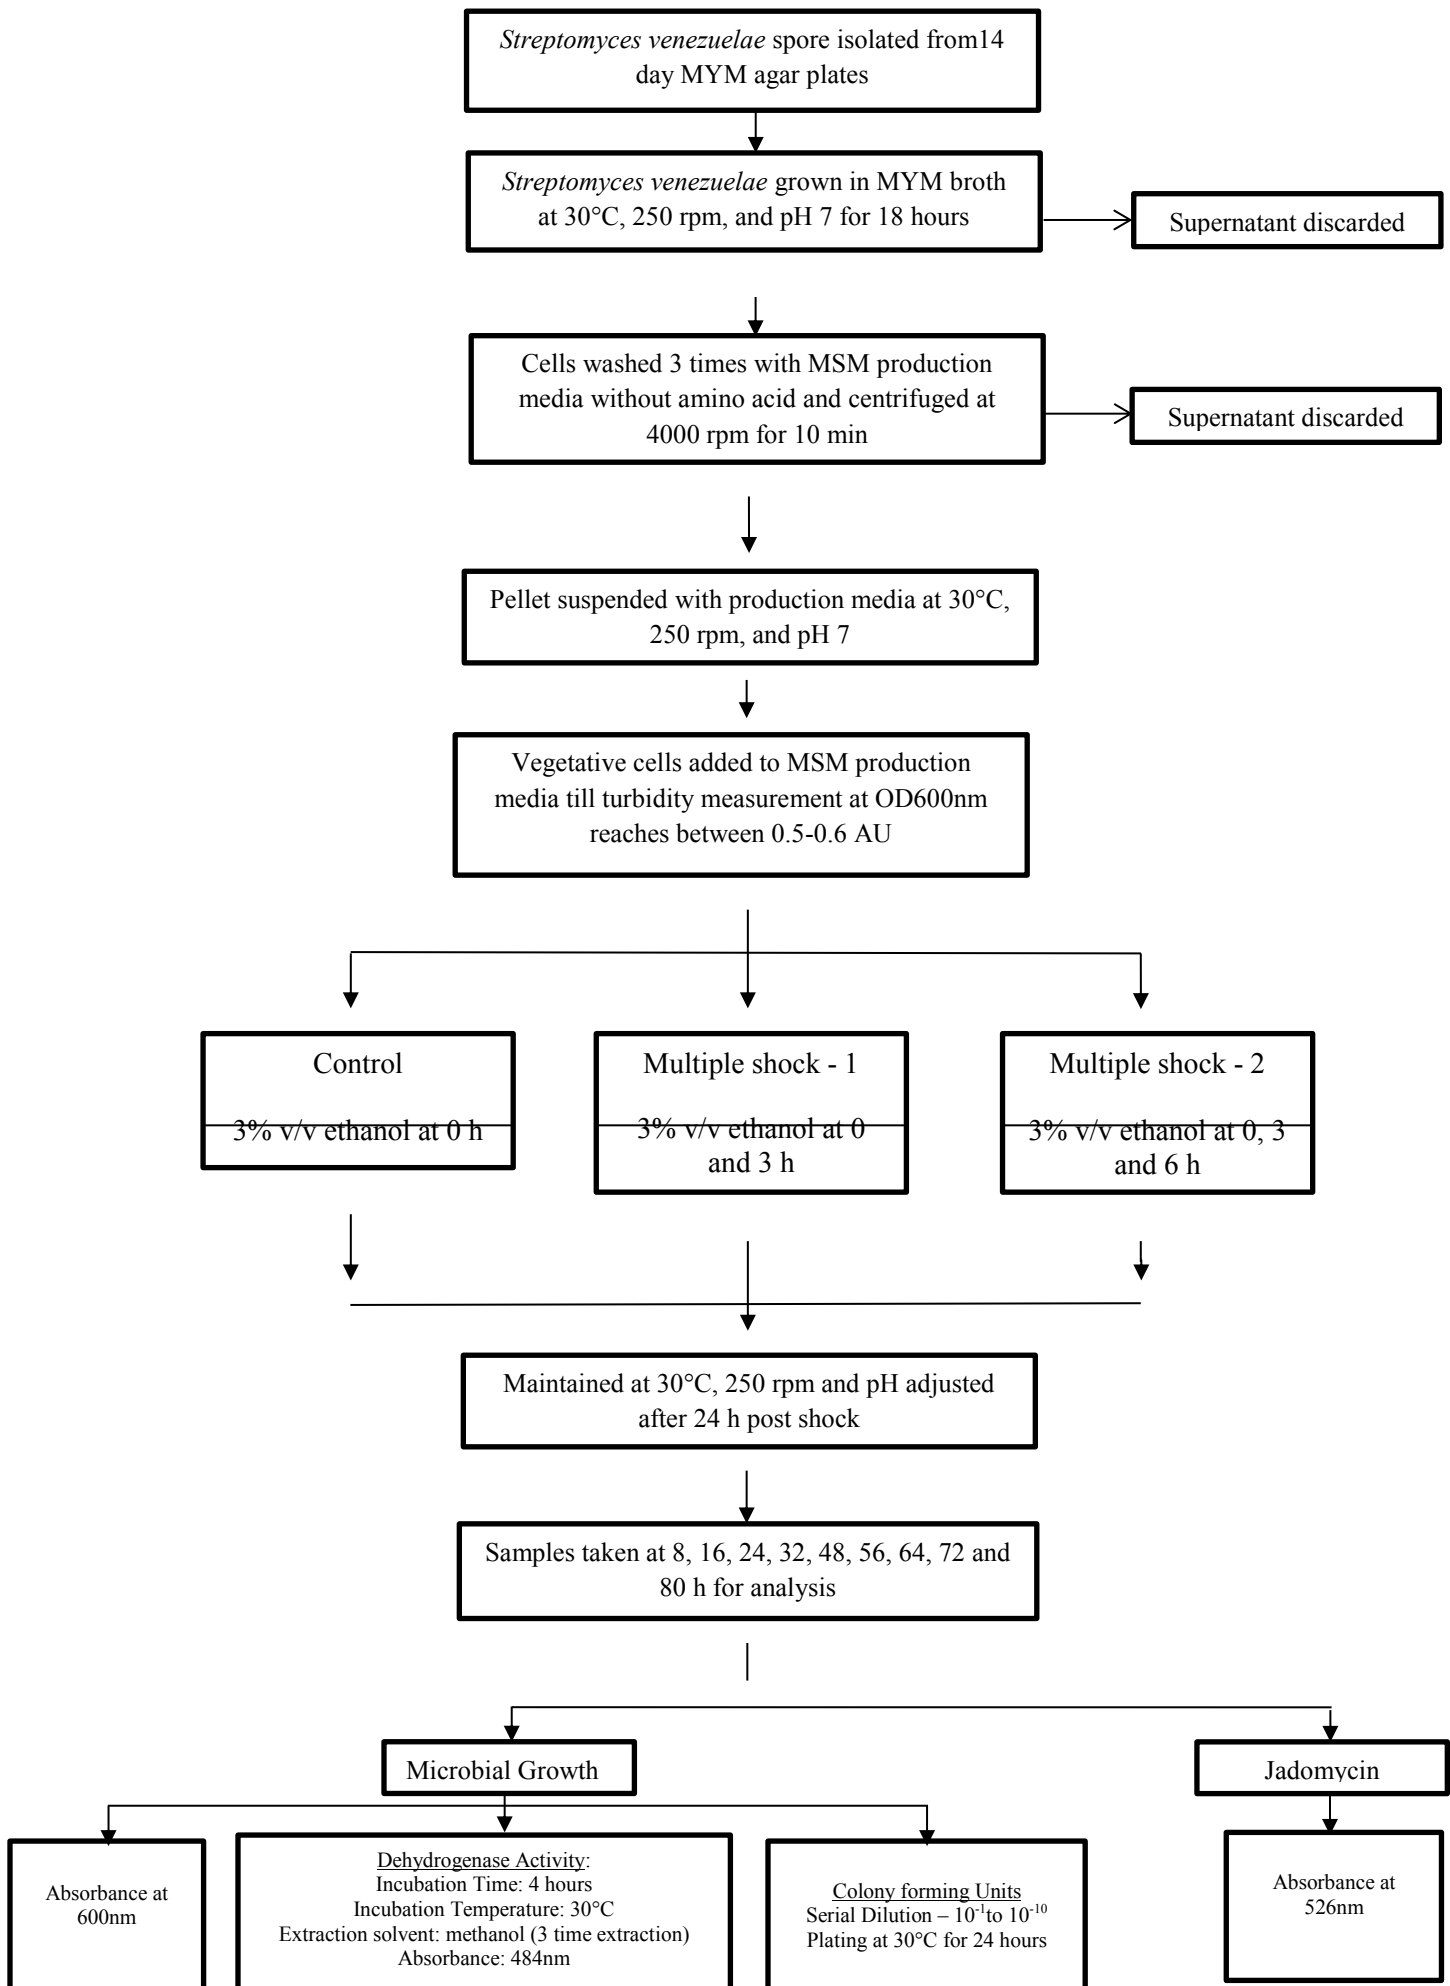 Streptomyces venezuelae spore isolated from14
day MYM agar plates
Streptomyces venezuelae grown in MYM broth
at 30°C, 250 rpm, and pH 7 for 18 hours
Supernatant discarded
Cells washed 3 times with MSM production
media without amino acid and centrifuged at
4000 rpm for 10 min
Supernatant discarded
Pellet suspended with production media at 30°C,
250 rpm, and pH 7
Vegetative cells added to MSM production
media till turbidity measurement at OD600nm
reaches between 0.5-0.6 AU
Control
3% v/v ethanol at 0 h
Multiple shock - 1
3% v/v ethanol at 0
and 3 h
Multiple shock - 2
3% v/v ethanol at 0, 3
and 6 h
Maintained at 30°C, 250 rpm and pH adjusted
after 24 h post shock
Samples taken at 8, 16, 24, 32, 48, 56, 64, 72 and
80 h for analysis
Microbial Growth
Jadomycin
Absorbance at
600nm
Dehydrogenase Activity:
Incubation Time: 4 hours
Incubation Temperature: 30°C
Extraction solvent: methanol (3 time extraction)
Absorbance: 484nm
Colony forming Units
Serial Dilution – 10⁻¹to 10⁻¹⁰
Plating at 30°C for 24 hours
Absorbance at
526nm